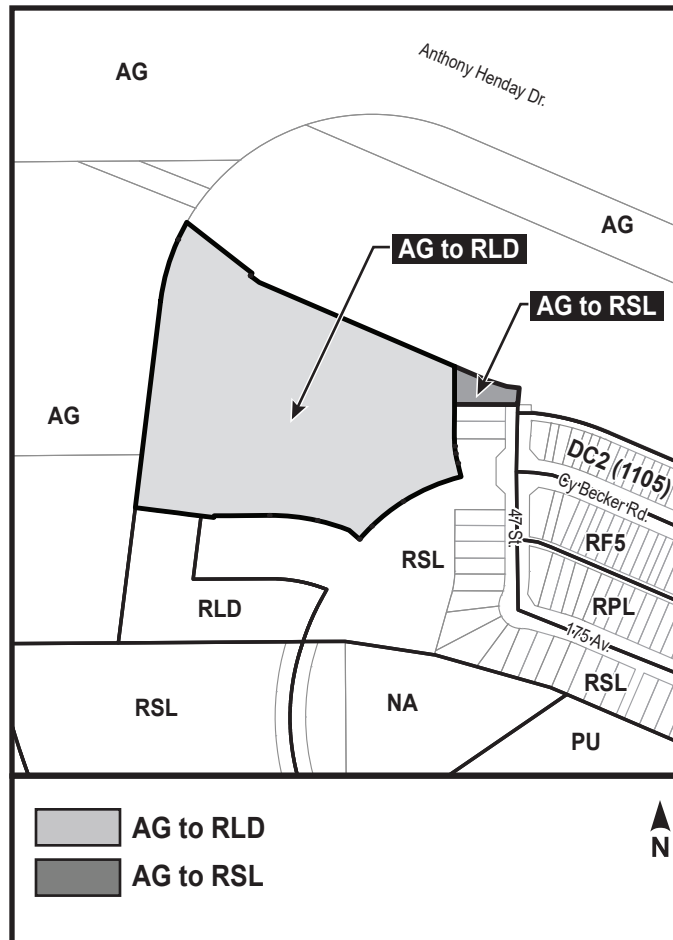 AG
Anthony Henday Dr.
AG
AG to RLD
AG to RSL
AG
DC2 (1105)
Cy Becker Rd.
47 St.
RF5
RSL
RPL
RLD
175 Av.
RSL
RSL
NA
PU
AG to RLD
AG to RSL
N